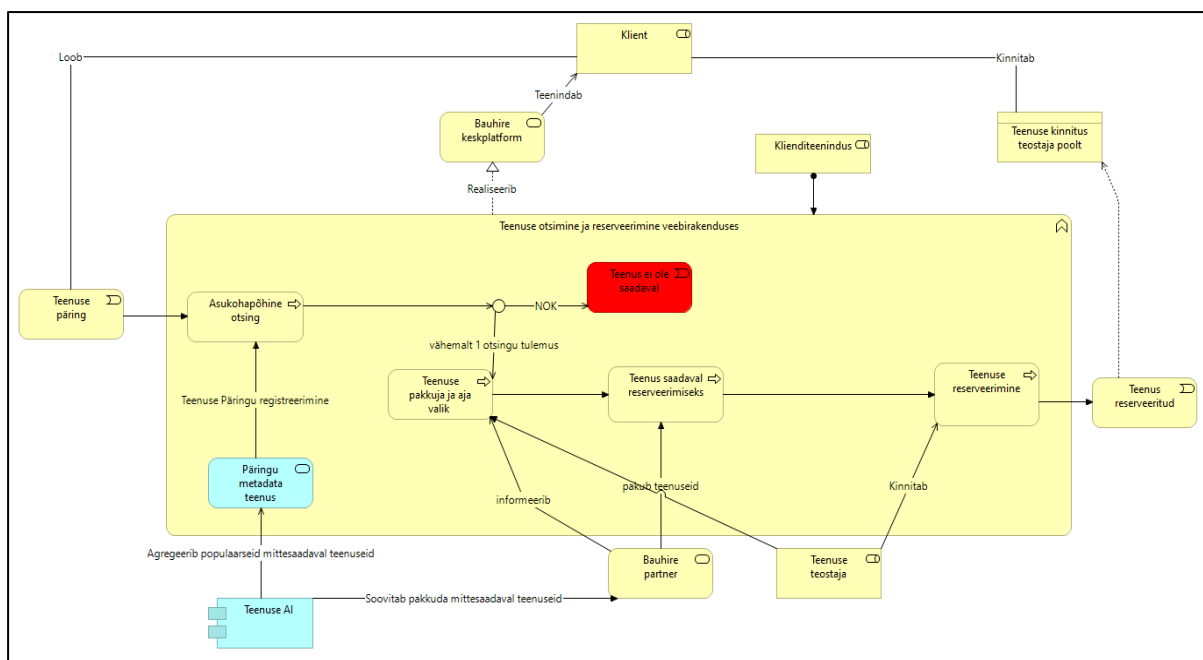 Klient
Loob
Kinnitab
Teenindab
Bauhire
keskplatform
Klienditeenindus
Teenuse kinnitus
teostaja poolt
Realiseerib
Teenuse otsimine ja reserveerimine veebirakenduses
Teenus ei ole
saadaval
Teenuse
päring
Asukohapõhine
otsing
NOK
vähemalt 1 otsingu tulemus
Teenuse
pakkuja ja aja
valik
Teenus saadaval
reserveerimiseks
Teenuse
reserveerimine
Teenus
reserveeritud
Teenuse Päringu registreerimine
Päringu
metadata
teenus
informeerib
pakub teenuseid
Kinnitab
Agregeerib populaarseid mittesaadaval teenuseid
Bauhire
partner
Teenuse
teostaja
Teenuse AI
Soovitab pakkuda mittesaadaval teenuseid